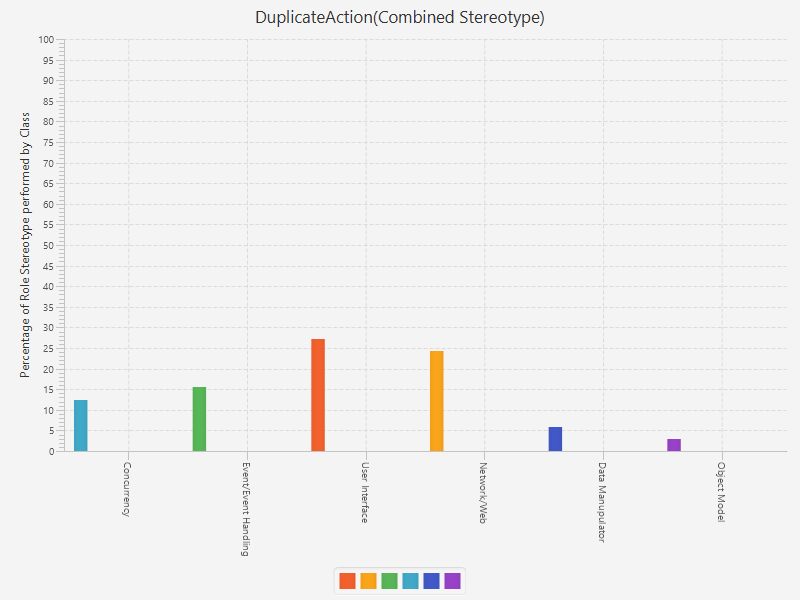 DuplicateAction(Combined Stereotype)
Percentage of Role Stereotype performed by Class
100
95
90
85
80
75
70
65
60
55
50
45
40
35
30
25
20
15
10
5
0
Concurrency
Event/Event Handling
User Interface
Network/Web
Data Manupulator
Object Model